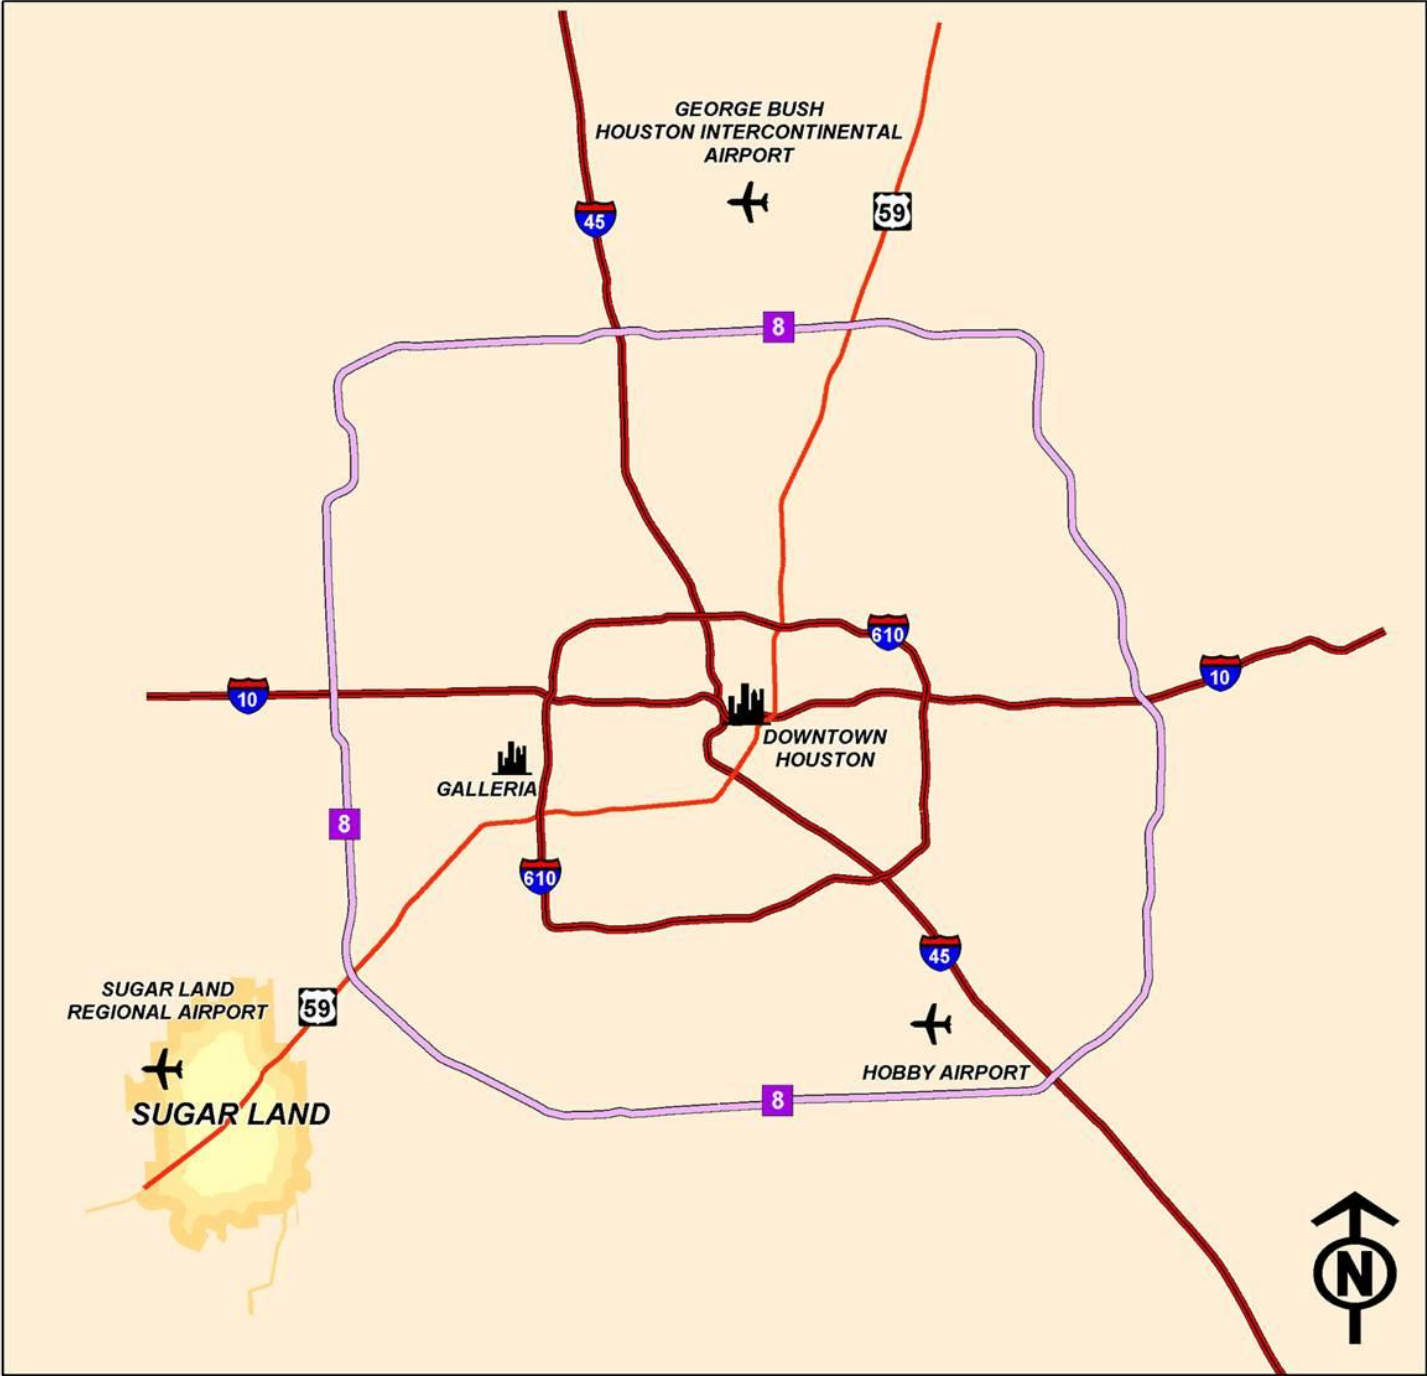 GEORGE BUSH
HOUSTON INTERCONTINENTAL
AIRPORT
45
59
8
610
10
10
DOWNTOWN
HOUSTON
GALLERIA
8
610
45
SUGAR LAND
REGIONAL AIRPORT
59
HOBBY AIRPORT
8
SUGAR LAND
N